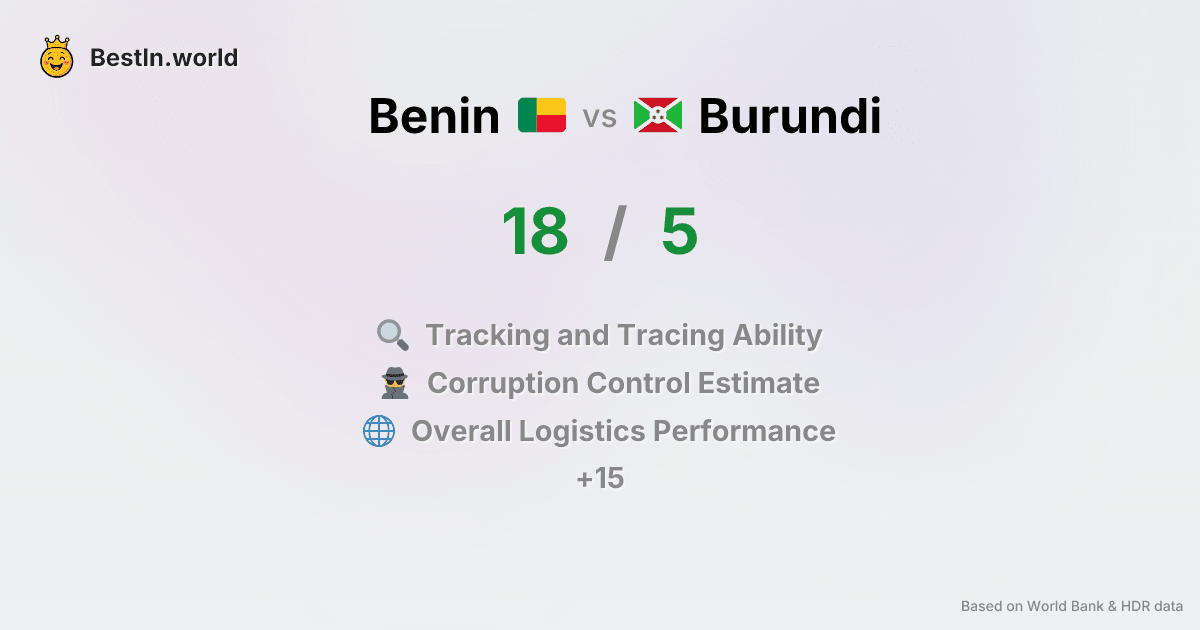 BestIn.world
Benin vs Burundi
18 / 5
Tracking and Tracing Ability
Corruption Control Estimate
Overall Logistics Performance
+15
Based on World Bank & HDR data